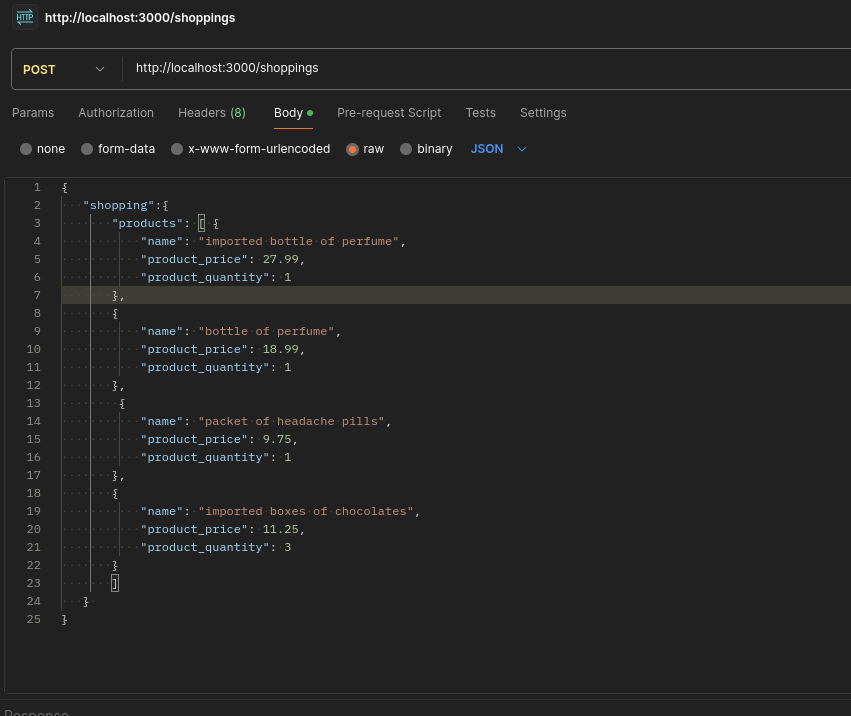 HTTP http://localhost:3000/shoppings
POST http://localhost:3000/shoppings
Params Authorization Headers (8) Body Pre-request Script Tests Settings
none form-data x-www-form-urlencoded raw binary JSON
1 {
2 "shopping":{
3 "products": [ {
4 "name": "imported bottle of perfume",
5 "product_price": 27.99,
6 "product_quantity": 1
7 },
8 {
9 "name": "bottle of perfume",
10 "product_price": 18.99,
11 "product_quantity": 1
12 },
13 {
14 "name": "packet of headache pills",
15 "product_price": 9.75,
16 "product_quantity": 1
17 },
18 {
19 "name": "imported boxes of chocolates",
20 "product_price": 11.25,
21 "product_quantity": 3
22 }
23 ]
24 }
25 }
Response